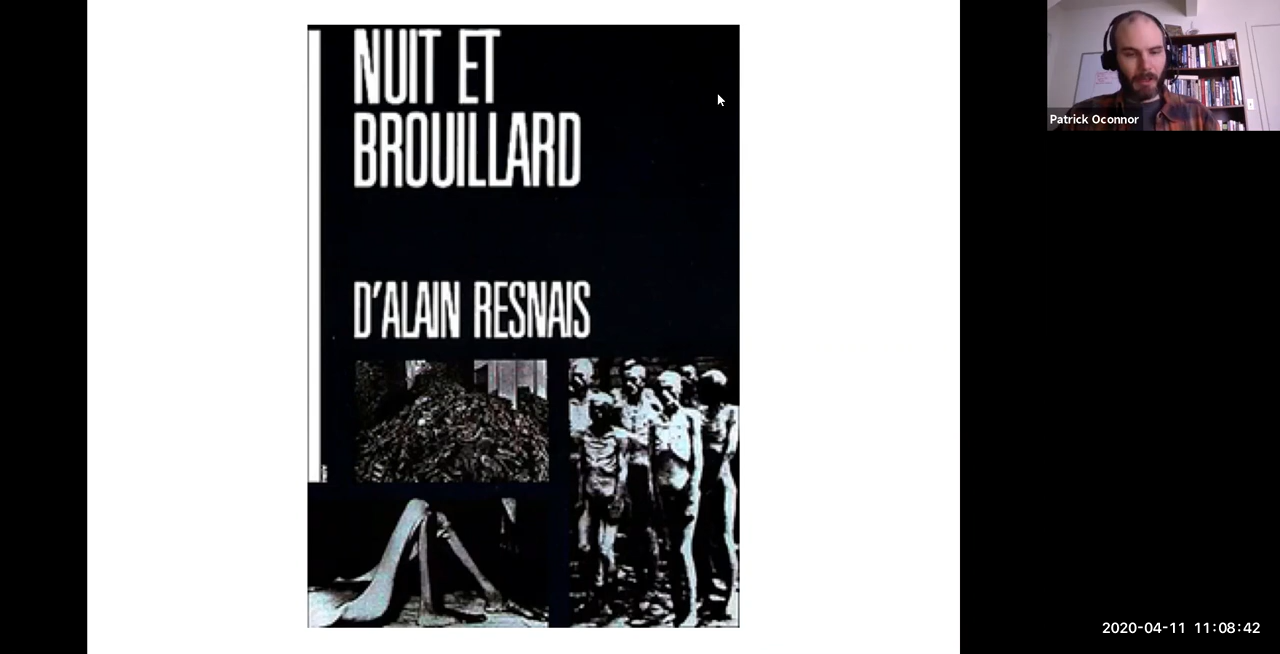 NUIT ET
BROUILLARD
D'ALAIN RESNAIS
Patrick Oconnor
2020-04-11 11:08:42